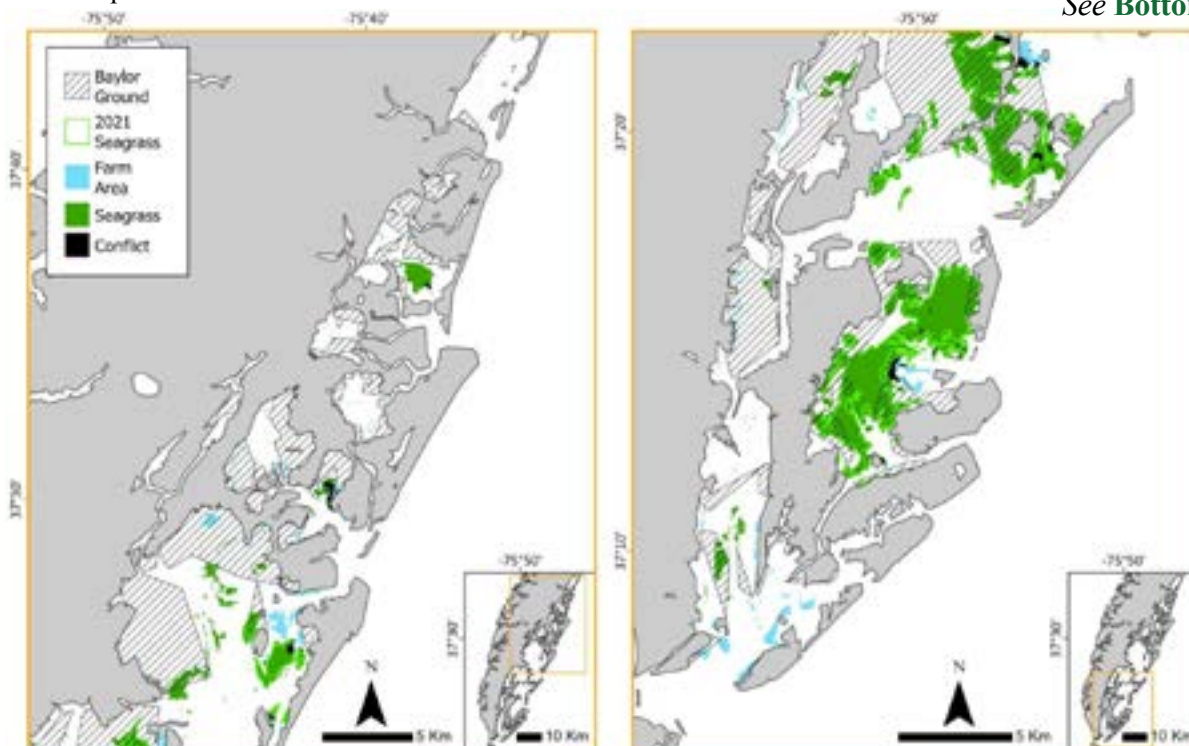 See Bottor
-75°50'
-75°40'
-75°50'
Baylor
Ground
2021
Seagrass
Farm
Area
Seagrass
Conflict
37°40'
37°30'
37°20'
37°10'
-75°50'
37°30'
N
5 Km
10 Km
-75°50'
37°30'
N
5 Km
10 Km